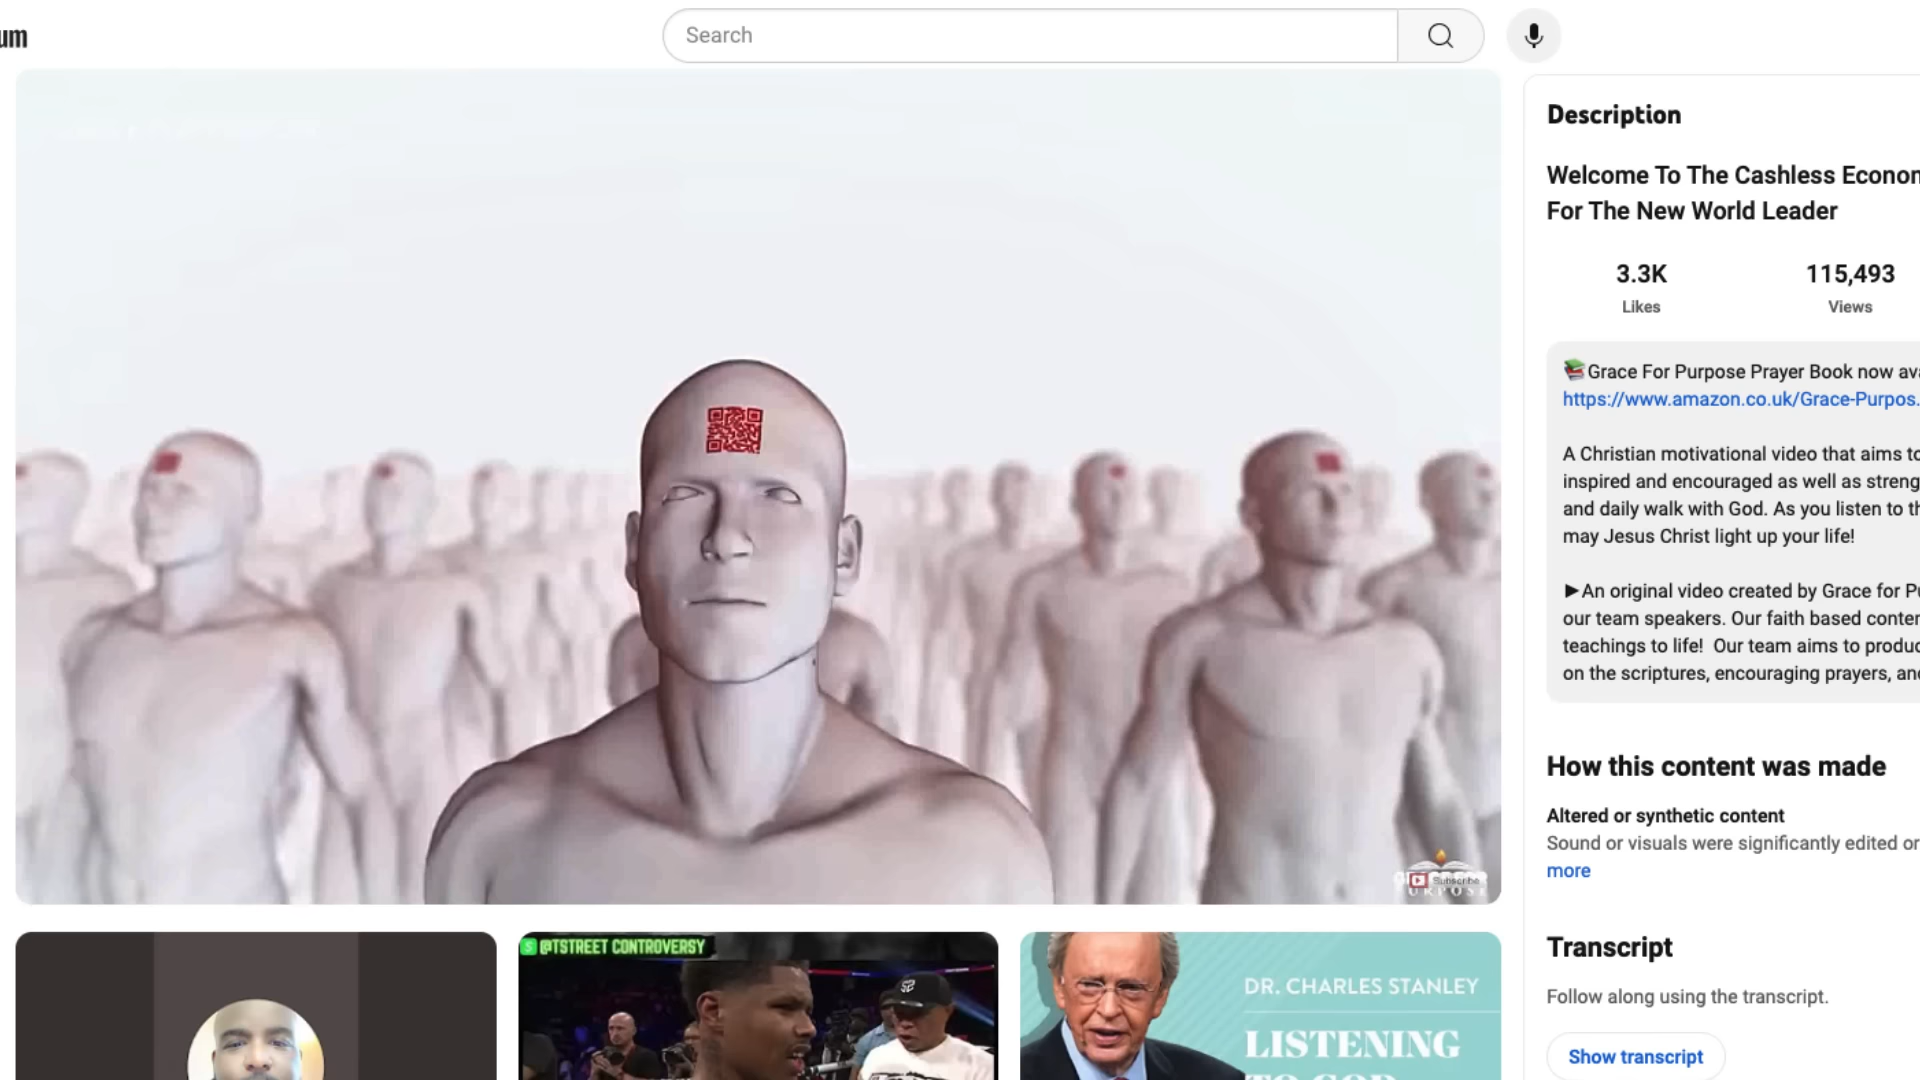 um
Search
Description
Welcome To The Cashless Econo
For The New World Leader
3.3K
115,493
Likes
Views
Grace For Purpose Prayer Book now ava
https://www.amazon.co.uk/Grace-Purpos.
A Christian motivational video that aims to
inspired and encouraged as well as streng
and daily walk with God. As you listen to th
may Jesus Christ light up your life!
▶An original video created by Grace for Pu
our team speakers. Our faith based conten
teachings to life!  Our team aims to produc
on the scriptures, encouraging prayers, and
How this content was made
Altered or synthetic content
Sound or visuals were significantly edited or
more
Subscribe
URPOS
@TSTREET CONTROVERSY
DR. CHARLES STANLEY
LISTENING
TO GOD
Transcript
Follow along using the transcript.
Show transcript